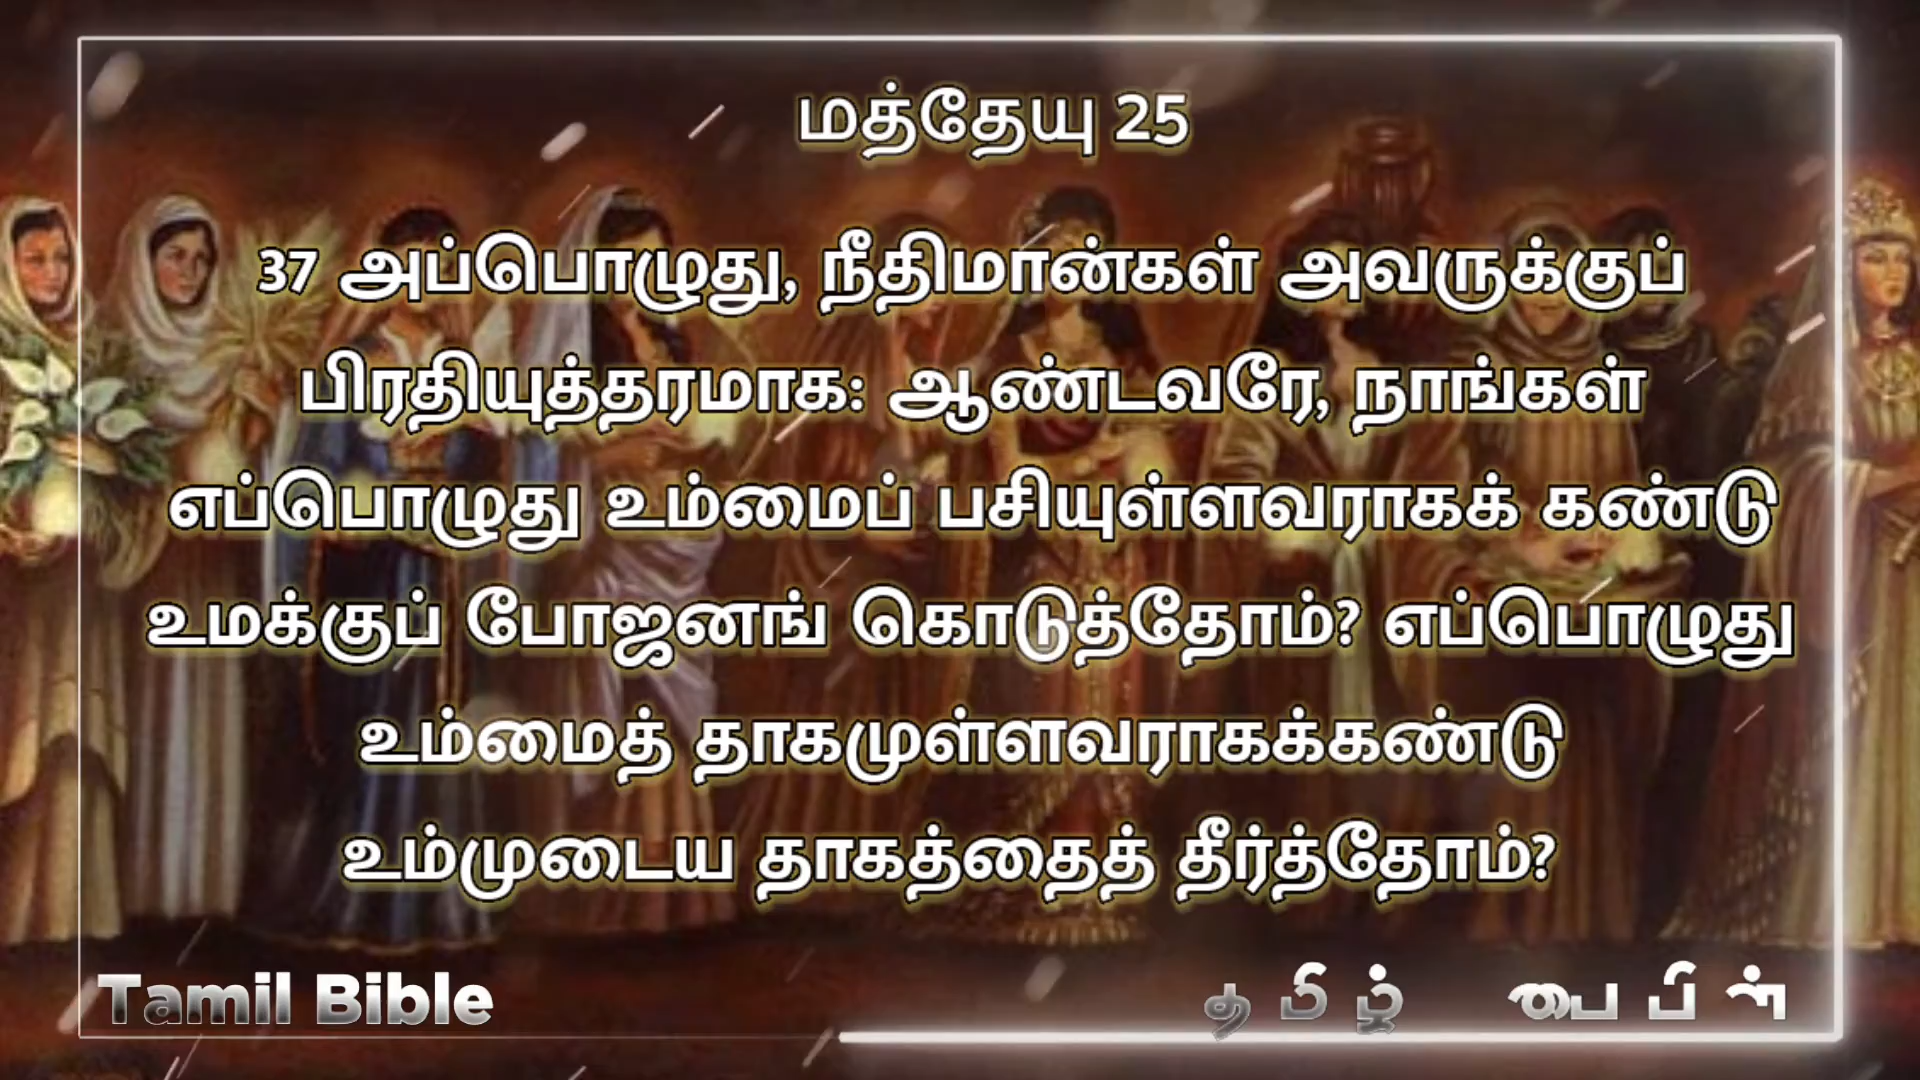 மத்தேயு 25
37 அப்பொழுது, நீதிமான்கள் அவருக்குப்
பிரதியுத்தரமாக: ஆண்டவரே, நாங்கள்
எப்பொழுது உம்மைப் பசியுள்ளவராகக் கண்டு
உமக்குப் போஜனங் கொடுத்தோம்? எப்பொழுது
உம்மைத் தாகமுள்ளவராகக்கண்டு
உம்முடைய தாகத்தைத் தீர்த்தோம்?
Tamil Bible
தமிழ் பைபிள்